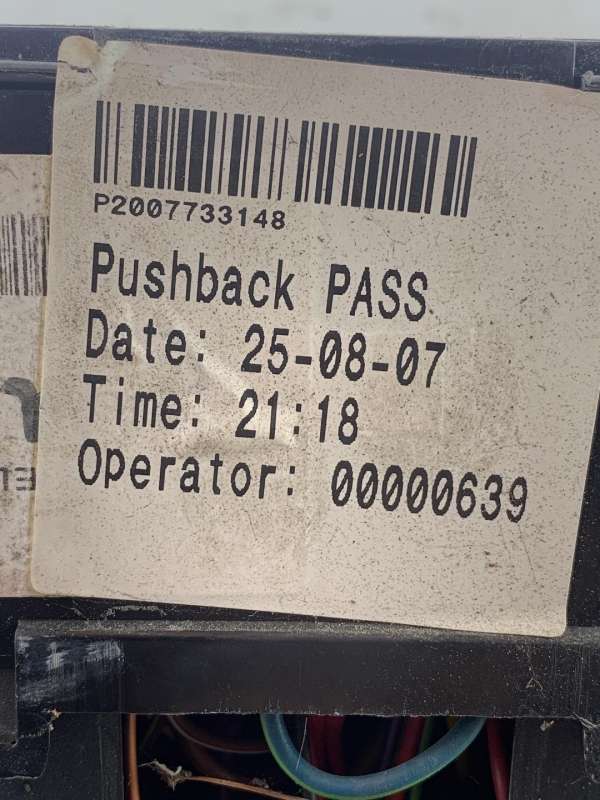 P2007733148
Pushback PASS
Date: 25-08-07
Time: 21:18
Operator: 00000639